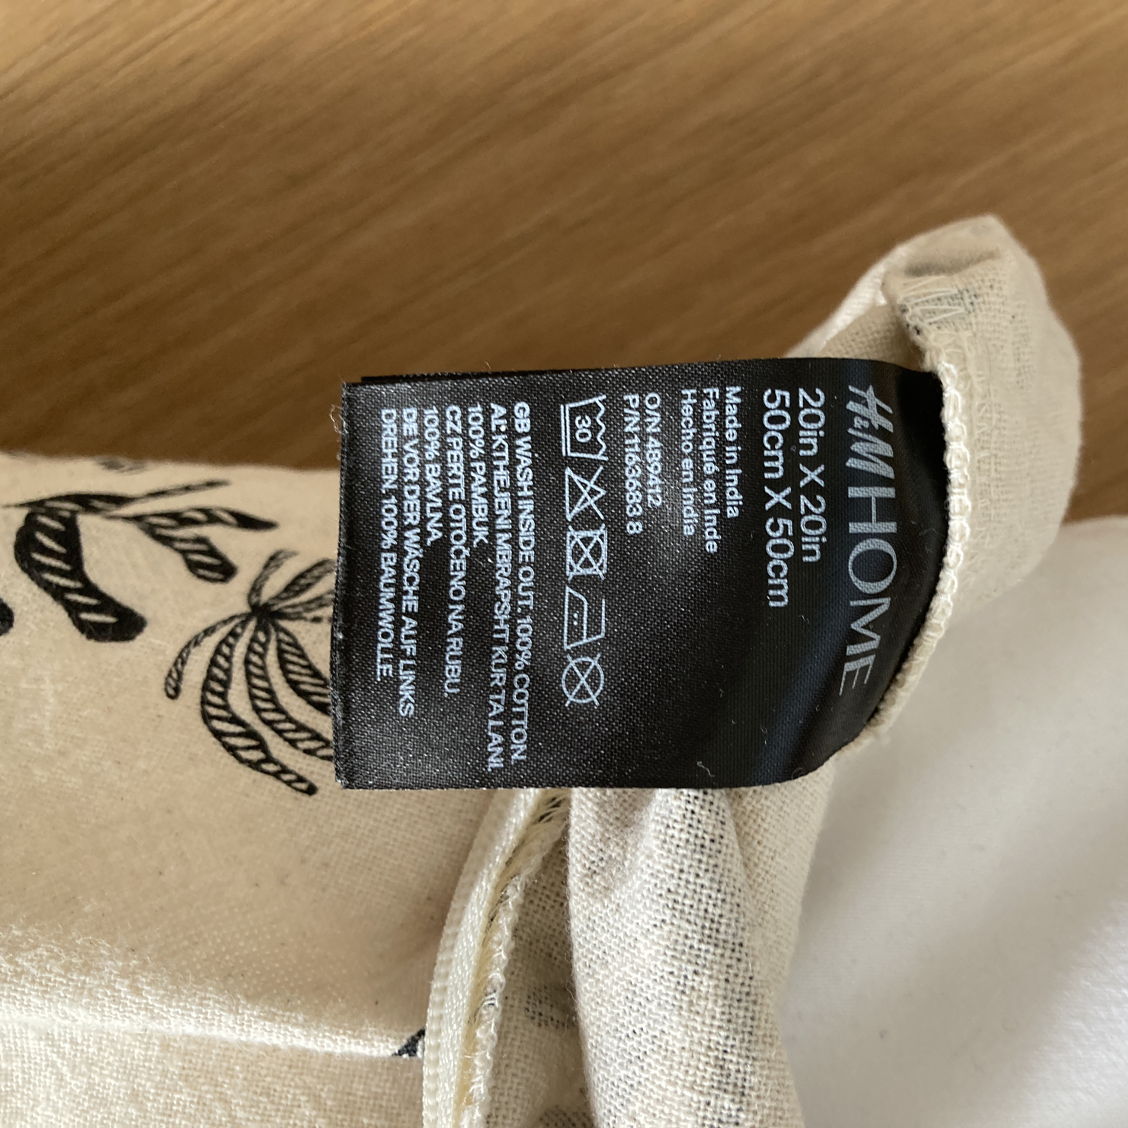 H&M HOME
20in X 20in
50cm X 50cm
Made in India
Fabriqué en Inde
Hecho en India
O/N 489412
P/N 1163683 8
30
GB WASH INSIDE OUT. 100% COTTON.
AL KTHEJENI MBRAPSHT KUR TA LANI.
100% PAMBUK.
CZ PERTE OTOČENO NA RUBU.
100% BAVLNA.
DE VOR DER WÄSCHE AUF LINKS
DREHEN. 100% BAUMWOLLE